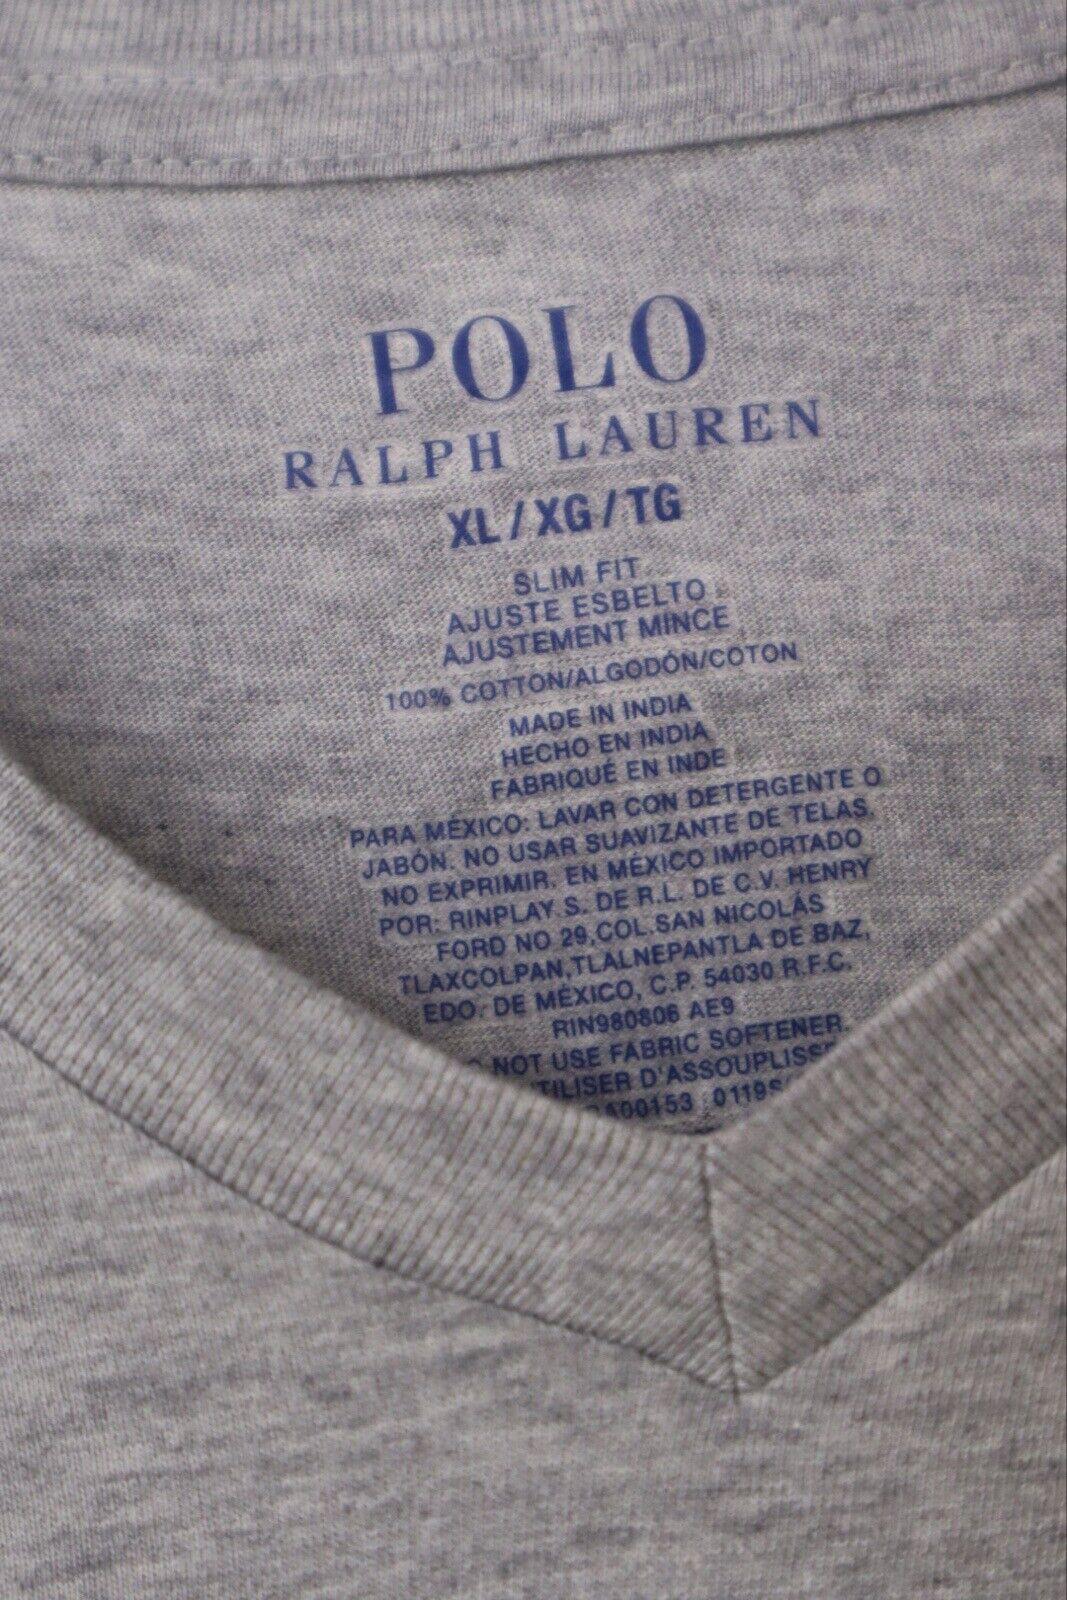 POLO
RALPH LAUREN
XL/XG/TG
SLIM FIT
AJUSTE ESBELTO
AJUSTEMENT MINCE
100% COTTON/ALGODÓN/COTON
MADE IN INDIA
HECHO EN INDIA
FABRIQUÉ EN INDE
PARA MÉXICO: LAVAR CON DETERGENTE O
JABÓN. NO USAR SUAVIZANTE DE TELAS.
NO EXPRIMIR. EN MÉXICO IMPORTADO
POR: RINPLAY S. DE R.L. DE C.V. HENRY
FORD NO 29,COL.SAN NICOLÁS
TLAXCOLPAN,TLALNEPANTLA DE BAZ,
EDO. DE MÉXICO, C.P. 54030 R.F.C.
RIN980806 AE9
NOT USE FABRIC SOFTENER.